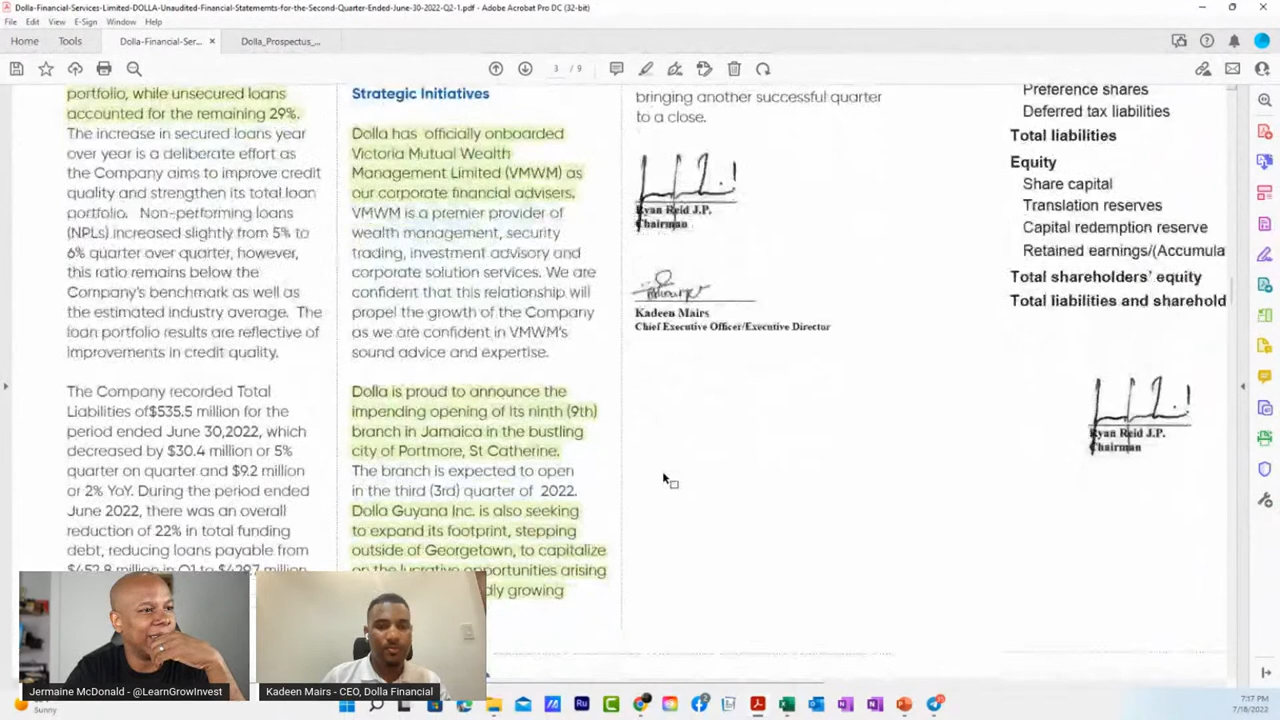 Dolla-Financial-Services-Limited-DOLLA-Unaudited-Financial-Statememts-for-the-Second-Quarter-Ended-June-30-2022-Q2-1.pdf - Adobe Acrobat Pro DC (32-bit)
File Edit View E-Sign Window Help
Home Tools Dolla-Financial-Ser... × Dolla_Prospectus_...
3 / 9
portfolio, while unsecured loans
accounted for the remaining 29%.
The increase in secured loans year
over year is a deliberate effort as
the Company aims to improve credit
quality and strengthen its total loan
portfolio. Non-performing loans
(NPLs) increased slightly from 5% to
6% quarter over quarter, however,
this ratio remains below the
Company's benchmark as well as
the estimated industry average. The
loan portfolio results are reflective of
improvements in credit quality.
The Company recorded Total
Liabilities of$535.5 million for the
period ended June 30,2022, which
decreased by $30.4 million or 5%
quarter on quarter and $9.2 million
or 2% YoY. During the period ended
June 2022, there was an overall
reduction of 22% in total funding
debt, reducing loans payable from
Strategic Initiatives
Dolla has officially onboarded
Victoria Mutual Wealth
Management Limited (VMWM) as
our corporate financial advisers.
VMWM is a premier provider of
wealth management, security
trading, investment advisory and
corporate solution services. We are
confident that this relationship will
propel the growth of the Company
as we are confident in VMWM's
sound advice and expertise.
Dolla is proud to announce the
impending opening of its ninth (9th)
branch in Jamaica in the bustling
city of Portmore, St Catherine.
The branch is expected to open
in the third (3rd) quarter of 2022.
Dolla Guyana Inc. is also seeking
to expand its footprint, stepping
outside of Georgetown, to capitalize
on the lucrative opportunities arising
growing
bringing another successful quarter
to a close.
Ryan Reid J.P.
Chairman
Kadeen Mairs
Chief Executive Officer/Executive Director
Preference shares
Deferred tax liabilities
Total liabilities
Equity
Share capital
Translation reserves
Capital redemption reserve
Retained earnings/(Accumula
Total shareholders' equity
Total liabilities and sharehold
Ryan Reid J.P.
Chairman
Jermaine McDonald - @LearnGrowInvest
Kadeen Mairs - CEO, Dolla Financial
Sunny
7:17 PM
7/18/2022